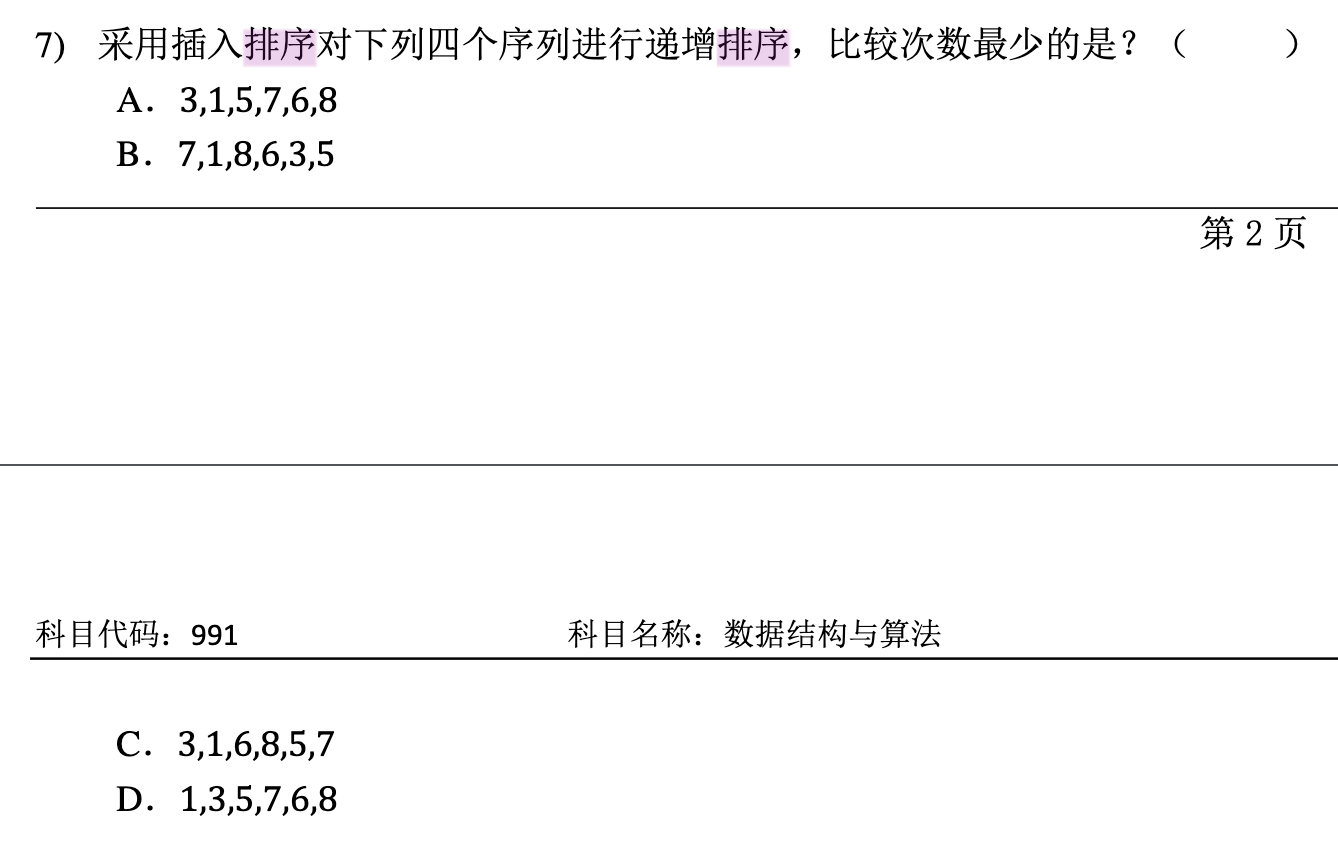 7) 采用插入排序对下列四个序列进行递增排序，比较次数最少的是？（ ）
A. 3,1,5,7,6,8
B. 7,1,8,6,3,5
第 2 页
科目代码：991 科目名称：数据结构与算法
C. 3,1,6,8,5,7
D. 1,3,5,7,6,8